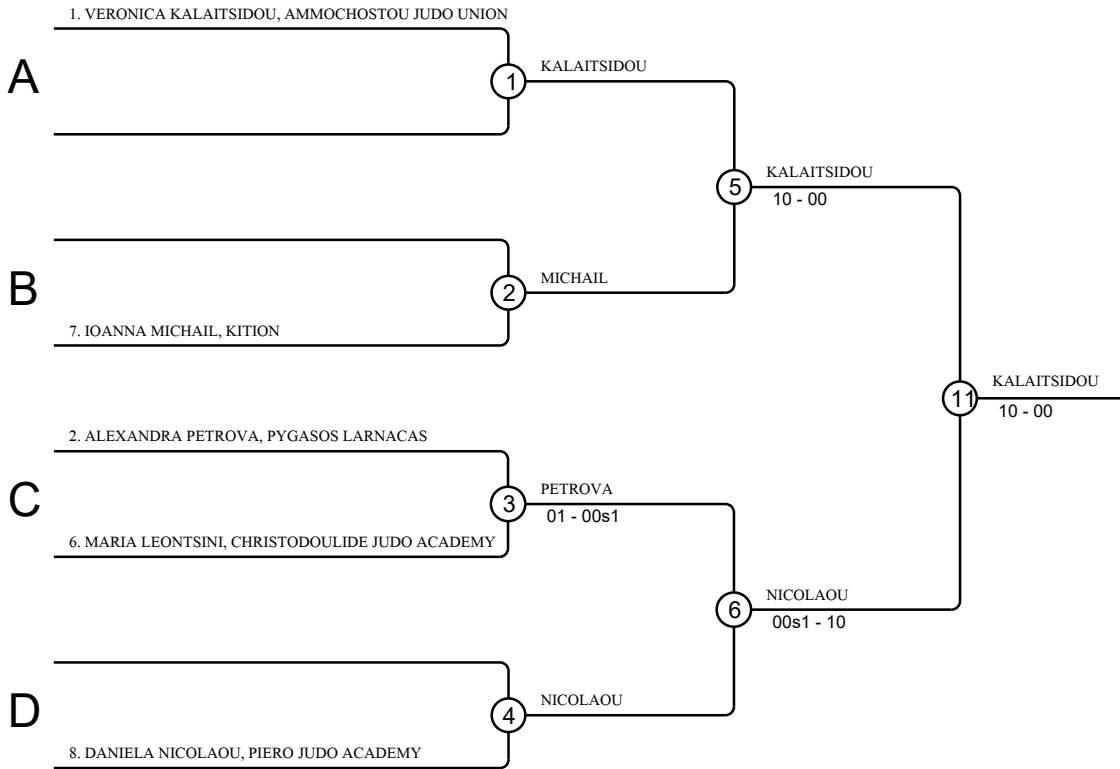 1. VERONICA KALAITSIDOU, AMMOCHOSTOU JUDO UNION
A
1
KALAITSIDOU
5
KALAITSIDOU
10 - 00
B
2
MICHAIL
7. IOANNA MICHAIL, KITION
11
KALAITSIDOU
10 - 00
2. ALEXANDRA PETROVA, PYGASOS LARNACAS
C
3
PETROVA
01 - 00s1
6. MARIA LEONTSINI, CHRISTODOULIDE JUDO ACADEMY
6
NICOLAOU
00s1 - 10
D
4
NICOLAOU
8. DANIELA NICOLAOU, PIERO JUDO ACADEMY